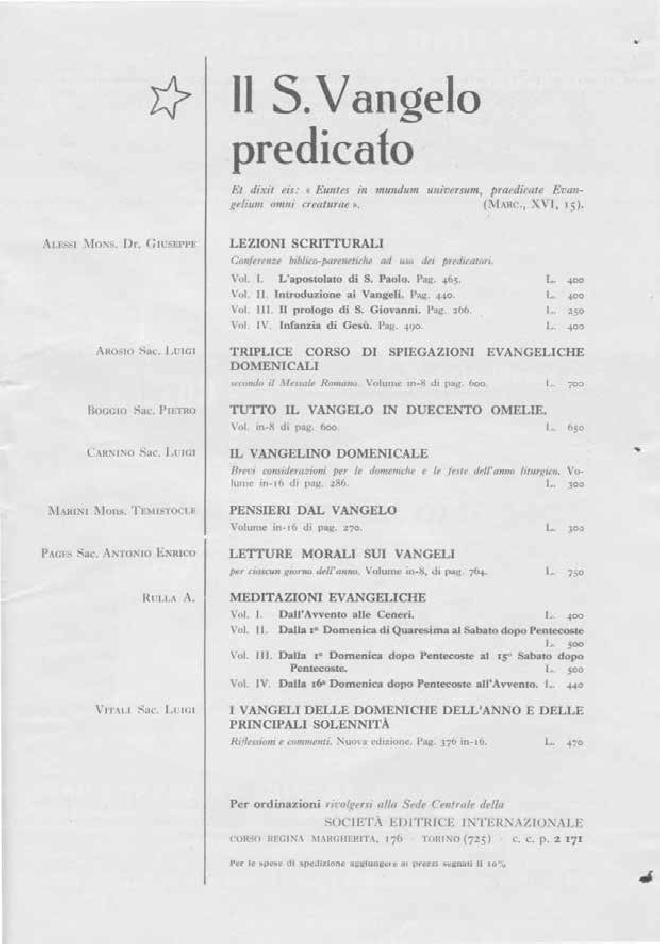 Il S. Vangelo
predicato
Et dixit eis: « Euntes in mundum universum, praedicate Evan-
gelium omni creaturae ». (MARC., XVI, 15).
ALESSI MONS. Dr. GIUSEPPE LEZIONI SCRITTURALI
Conferenze biblico-parenetiche ad uso dei predicatori.
Vol. I. L'apostolato di S. Paolo. Pag. 465. L. 400
Vol. II. Introduzione ai Vangeli. Pag. 440. L. 400
Vol. III. Il prologo di S. Giovanni. Pag. 266. L. 250
Vol. IV. Infanzia di Gesù. Pag. 490. L. 400
AROSIO Sac. LUIGI TRIPLICE CORSO DI SPIEGAZIONI EVANGELICHE
DOMENICALI
secondo il Messale Romano. Volume in-8 di pag. 600. L. 700
BOGGIO Sac. PIETRO TUTTO IL VANGELO IN DUECENTO OMELIE.
Vol. in-8 di pag. 600. L. 650
CARNINO Sac. LUIGI IL VANGELINO DOMENICALE
Brevi considerazioni per le domeniche e le feste dell'anno liturgico. Vo-
lume in-16 di pag. 286. L. 300
MARINI Mons. TEMISTOCLE PENSIERI DAL VANGELO
Volume in-16 di pag. 270. L. 300
PAGES Sac. ANTONIO ENRICO LETTURE MORALI SUI VANGELI
per ciascun giorno dell'anno. Volume in-8, di pag. 764. L. 750
RULLA A. MEDITAZIONI EVANGELICHE
Vol. I. Dall'Avvento alle Ceneri. L. 400
Vol. II. Dalla 1ª Domenica di Quaresima al Sabato dopo Pentecoste
L. 500
Vol. III. Dalla 1ª Domenica dopo Pentecoste al 15º Sabato dopo
Pentecoste. L. 500
Vol. IV. Dalla 16ª Domenica dopo Pentecoste all'Avvento. L. 440
VITALI Sac. LUIGI I VANGELI DELLE DOMENICHE DELL'ANNO E DELLE
PRINCIPALI SOLENNITÀ
Riflessioni e commenti. Nuova edizione. Pag. 376 in-16. L. 470
Per ordinazioni rivolgersi alla Sede Centrale della
SOCIETÀ EDITRICE INTERNAZIONALE
CORSO REGINA MARGHERITA, 176 - TORINO (725) - c. c. p. 2 171
Per le spese di spedizione aggiungere ai prezzi segnati il 10%